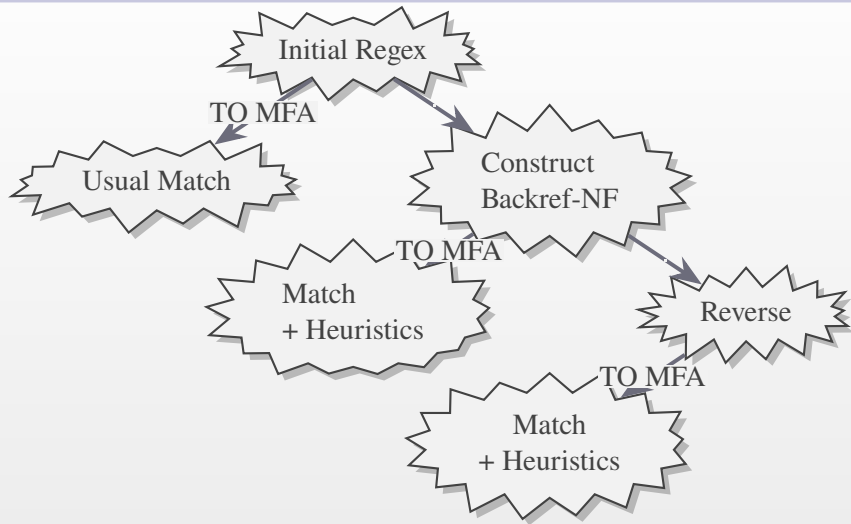 Initial Regex
TO MFA
Usual Match
Construct
Backref-NF
TO MFA
Match
+ Heuristics
Reverse
TO MFA
Match
+ Heuristics